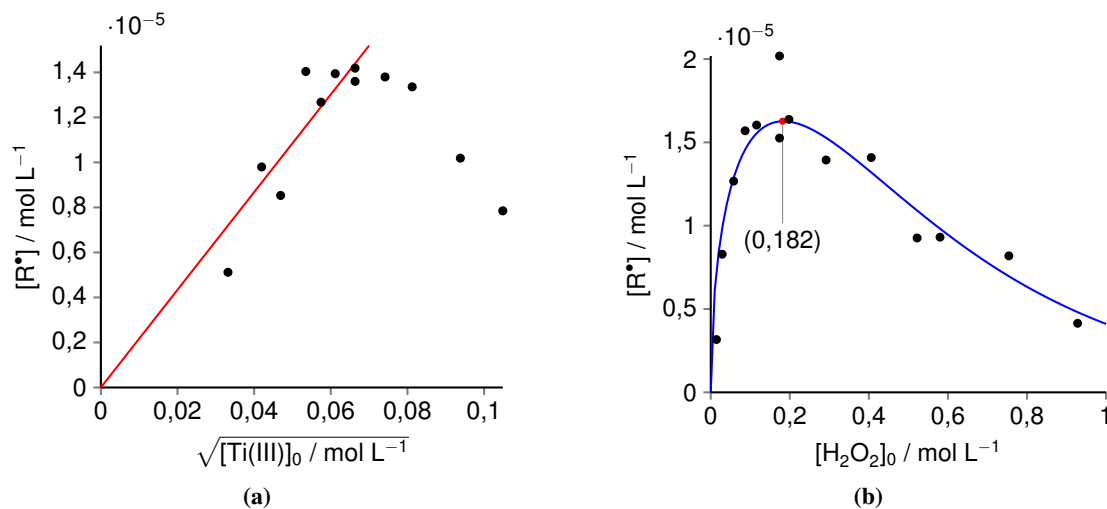 ·10⁻⁵
1,4
1,2
1
0,8
0,6
0,4
0,2
0
[R•] / mol L⁻¹
0 0,02 0,04 0,06 0,08 0,1
√[Ti(III)]₀ / mol L⁻¹
(a)
·10⁻⁵
2
1,5
1
0,5
0
[R•] / mol L⁻¹
(0,182)
0 0,2 0,4 0,6 0,8 1
[H₂O₂]₀ / mol L⁻¹
(b)